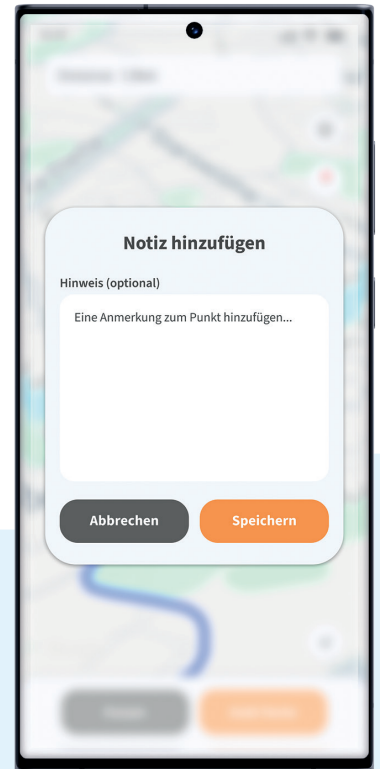 Notiz hinzufügen
Hinweis (optional)
Eine Anmerkung zum Punkt hinzufügen...
Abbrechen
Speichern